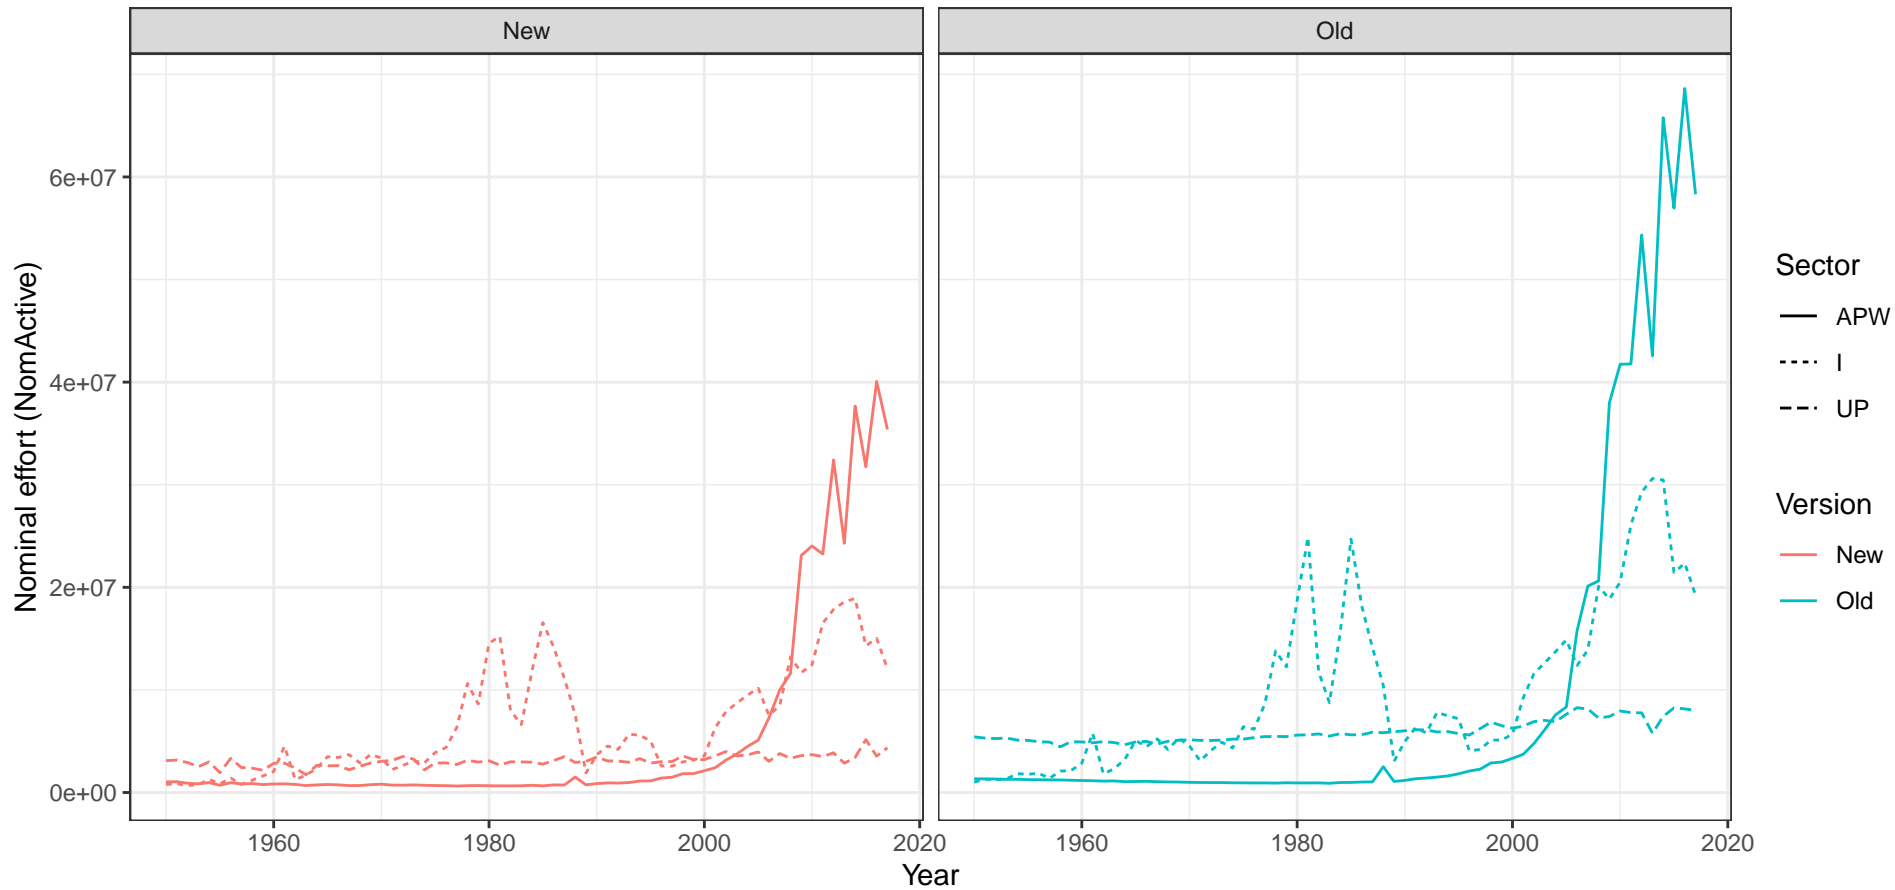 New
Old
6e+07
4e+07
2e+07
0e+00
Nominal effort (NomActive)
1960
1980
2000
2020
1960
1980
2000
2020
Year
Sector
APW
I
UP
Version
New
Old